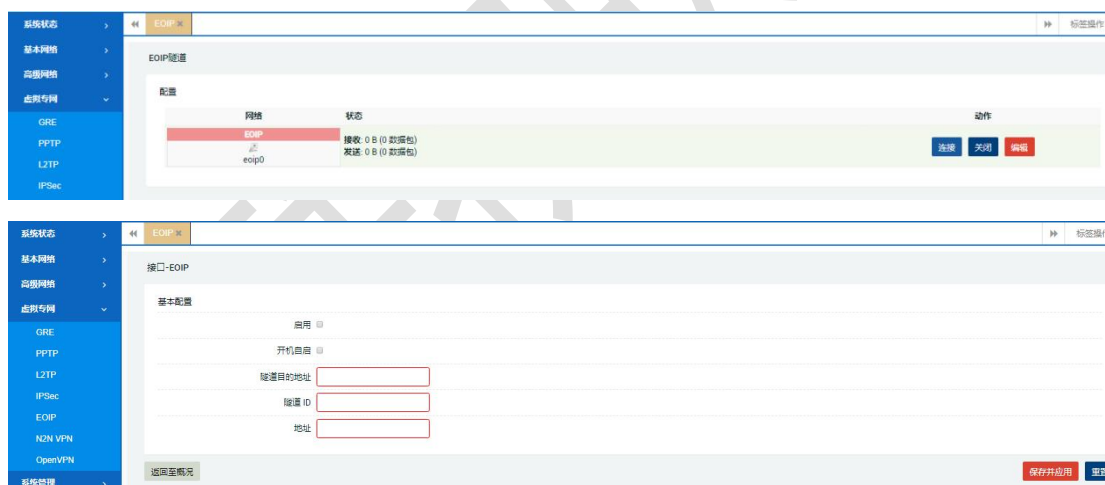 系统状态
EOIP
标签操作
基本网络
EOIP隧道
高级网络
配置
虚拟专网
网络 状态 动作
GRE
EOIP
接收: 0 B (0 数据包)
发送: 0 B (0 数据包)
连接 关闭 编辑
PPTP
eoip0
L2TP
IPSec
系统状态
EOIP
标签操作
基本网络
接口-EOIP
高级网络
基本配置
虚拟专网
启用
GRE
开机自启
PPTP
隧道目的地址
L2TP
IPSec
隧道 ID
EOIP
地址
N2N VPN
OpenVPN
返回至概况
保存并应用
系统管理